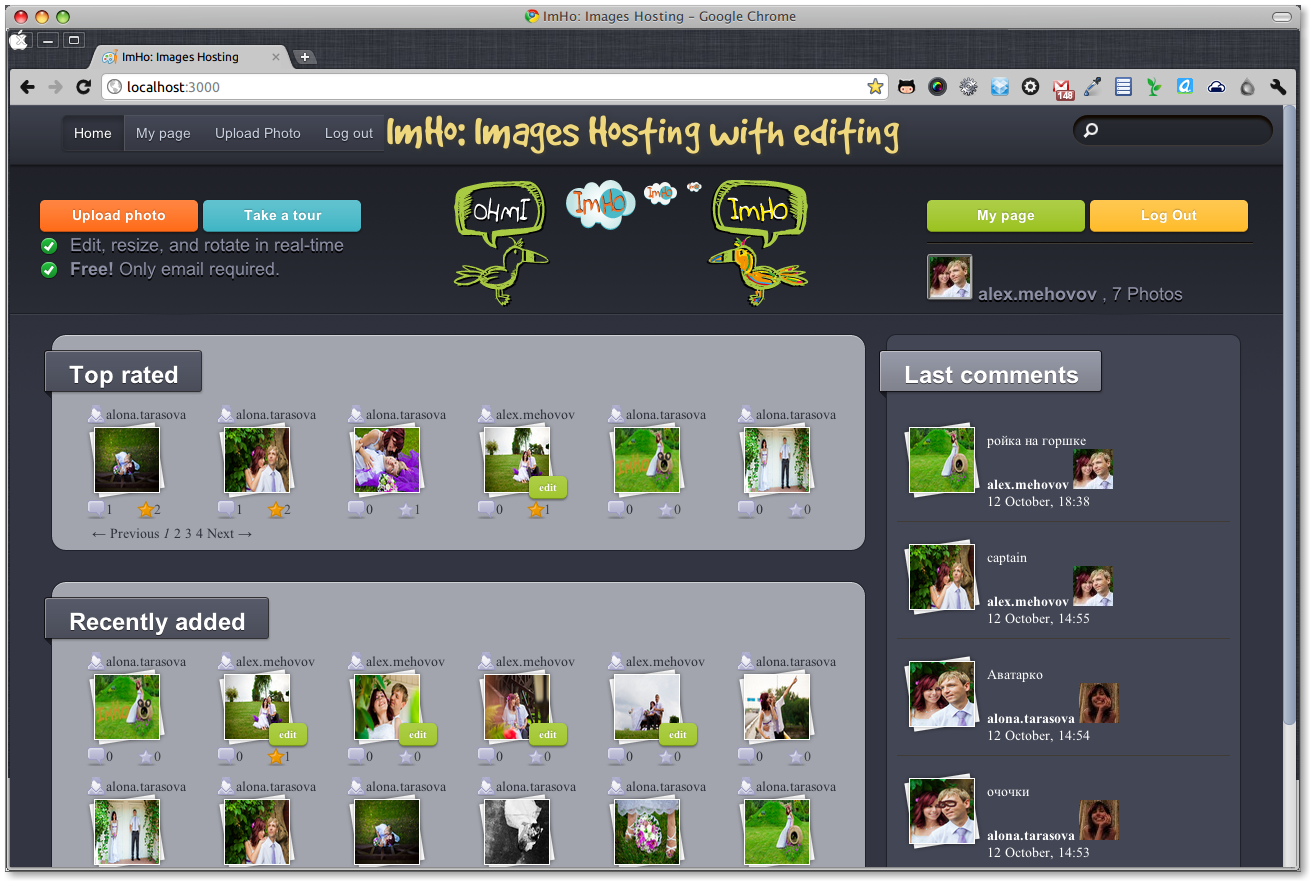 ImHo: Images Hosting – Google Chrome
ImHo: Images Hosting
localhost:3000
148
Home My page Upload Photo Log out ImHo: Images Hosting with editing
Upload photo Take a tour
Edit, resize, and rotate in real-time
Free! Only email required.
OHMI ImHo ImHo ImHo
My page Log Out
alex.mehovov , 7 Photos
Top rated
alona.tarasova alona.tarasova alona.tarasova alex.mehovov alona.tarasova alona.tarasova
edit
1 2 1 2 0 1 0 1 0 0 0 0
← Previous 1 2 3 4 Next →
Recently added
alona.tarasova alex.mehovov alex.mehovov alex.mehovov alex.mehovov alona.tarasova
ImHo
edit edit edit edit
0 0 0 1 0 0 0 0 0 0 0 0
alona.tarasova alona.tarasova alona.tarasova alona.tarasova alona.tarasova alona.tarasova
Last comments
ройка на горшке
alex.mehovov
12 October, 18:38
captain
alex.mehovov
12 October, 14:55
Аватарко
alona.tarasova
12 October, 14:54
очочки
alona.tarasova
12 October, 14:53